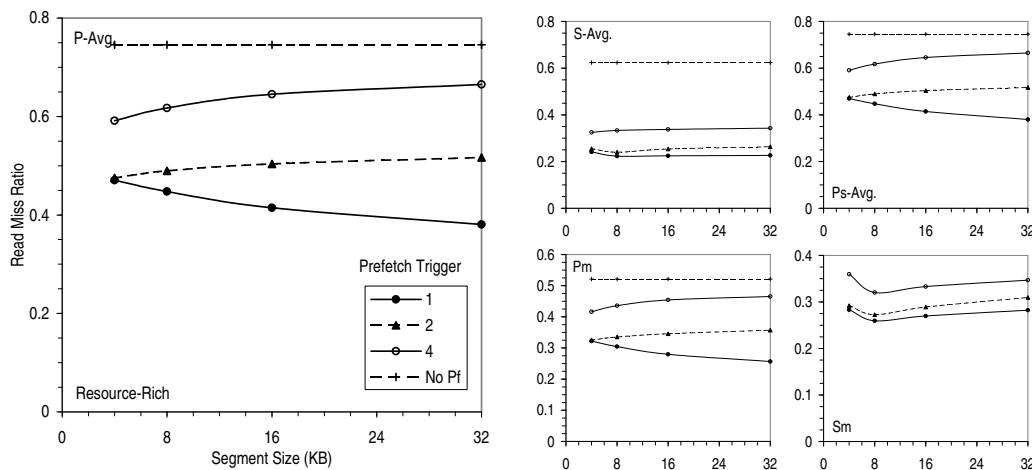 P-Avg.
0.8
0.6
0.4
0.2
0
Read Miss Ratio
Prefetch Trigger
1
2
4
No Pf
Resource-Rich
0 8 16 24 32
Segment Size (KB)
S-Avg.
0.8
0.6
0.4
0.2
0.0
0 8 16 24 32
0.8
0.6
0.4
0.2
0.0
Ps-Avg.
0 8 16 24 32
Pm
0.6
0.5
0.4
0.3
0.2
0.1
0
0 8 16 24 32
0.4
0.3
0.2
0.1
0.0
Sm
0 8 16 24 32